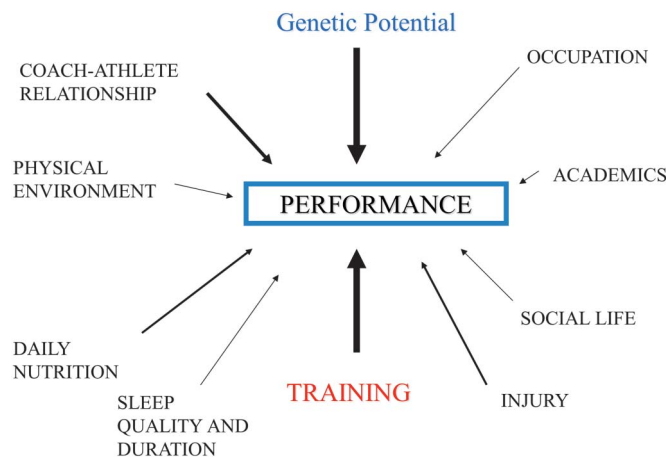 Genetic Potential
COACH-ATHLETE
RELATIONSHIP
OCCUPATION
PHYSICAL
ENVIRONMENT
ACADEMICS
PERFORMANCE
DAILY
NUTRITION
SOCIAL LIFE
SLEEP
QUALITY AND
DURATION
TRAINING
INJURY